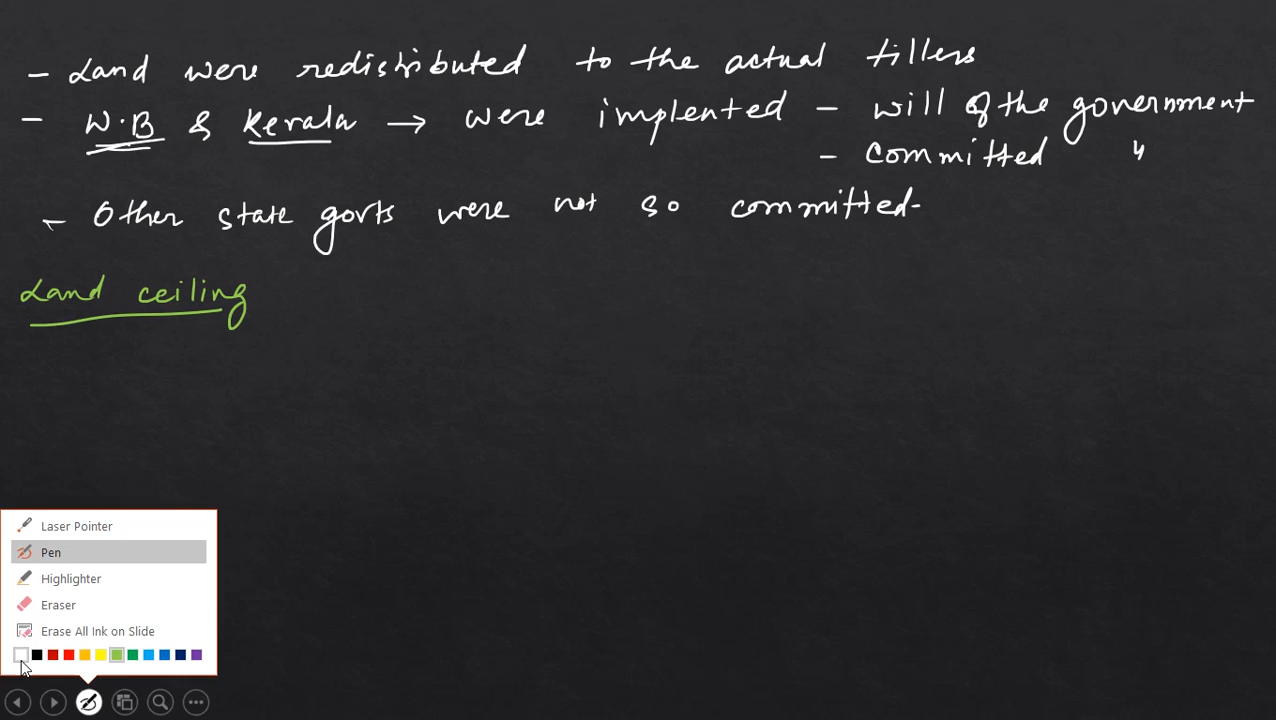 - Land were redistributed to the actual tillers
- W.B & Kerala → were implented - will of the government
- committed "
- Other state govts were not so committed-
Land ceiling
Laser Pointer
Pen
Highlighter
Eraser
Erase All Ink on Slide